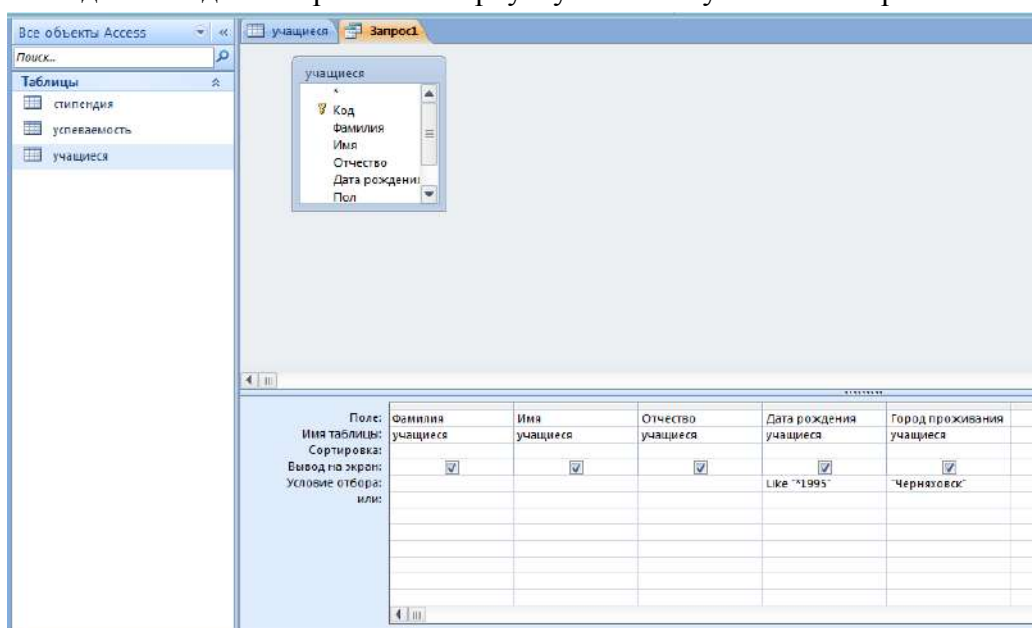 Все объекты Access
учащиеся Запрос1
Поиск...
Таблицы
стипендия
успеваемость
учащиеся
учащиеся
*
Код
Фамилия
Имя
Отчество
Дата рождени
Пол
Поле: Фамилия Имя Отчество Дата рождения Город проживания
Имя таблицы: учащиеся учащиеся учащиеся учащиеся учащиеся
Сортировка:
Вывод на экран:
Условие отбора: Like "*1995" "Черняховск"
или: